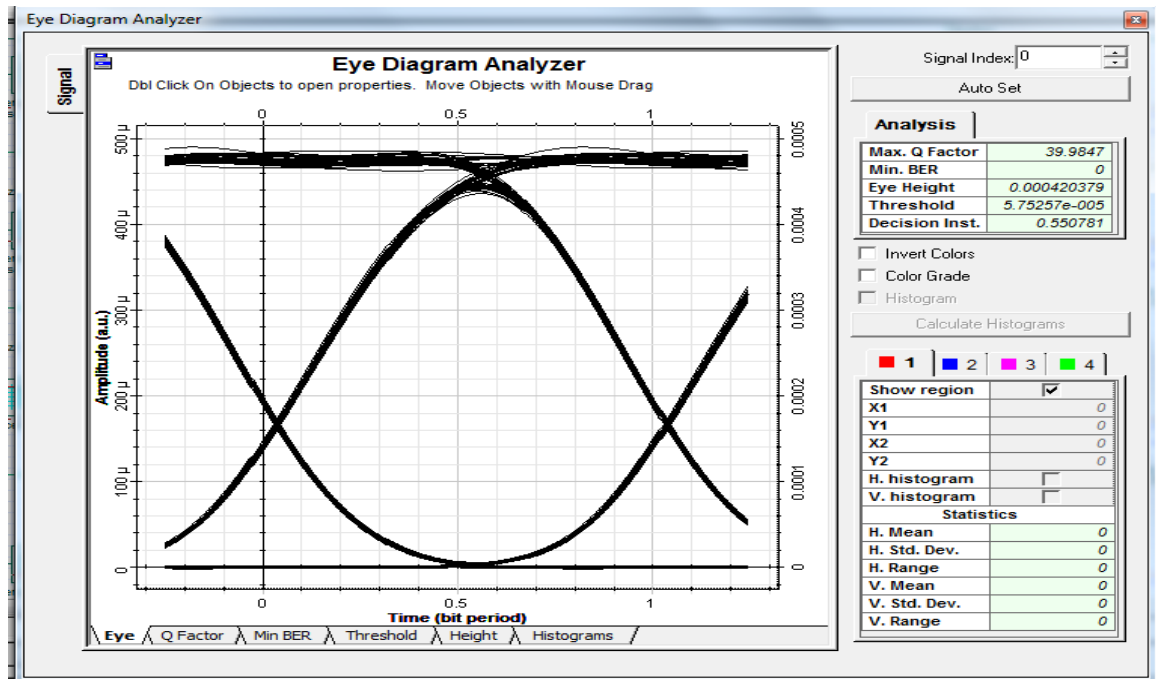 Eye Diagram Analyzer
Signal
Eye Diagram Analyzer
Dbl Click On Objects to open properties. Move Objects with Mouse Drag
0 0.5 1
500 µ
400 µ
300 µ
200 µ
100 µ
0
Amplitude (a.u.)
0.0005
0.0004
0.0003
0.0002
0.0001
0
0 0.5 1
Time (bit period)
Eye Q Factor Min BER Threshold Height Histograms
Signal Index: 0
Auto Set
Analysis
Max. Q Factor 39.9847
Min. BER 0
Eye Height 0.000420379
Threshold 5.75257e-005
Decision Inst. 0.550781
Invert Colors
Color Grade
Histogram
Calculate Histograms
1 2 3 4
Show region
X1 0
Y1 0
X2 0
Y2 0
H. histogram
V. histogram
Statistics
H. Mean 0
H. Std. Dev. 0
H. Range 0
V. Mean 0
V. Std. Dev. 0
V. Range 0